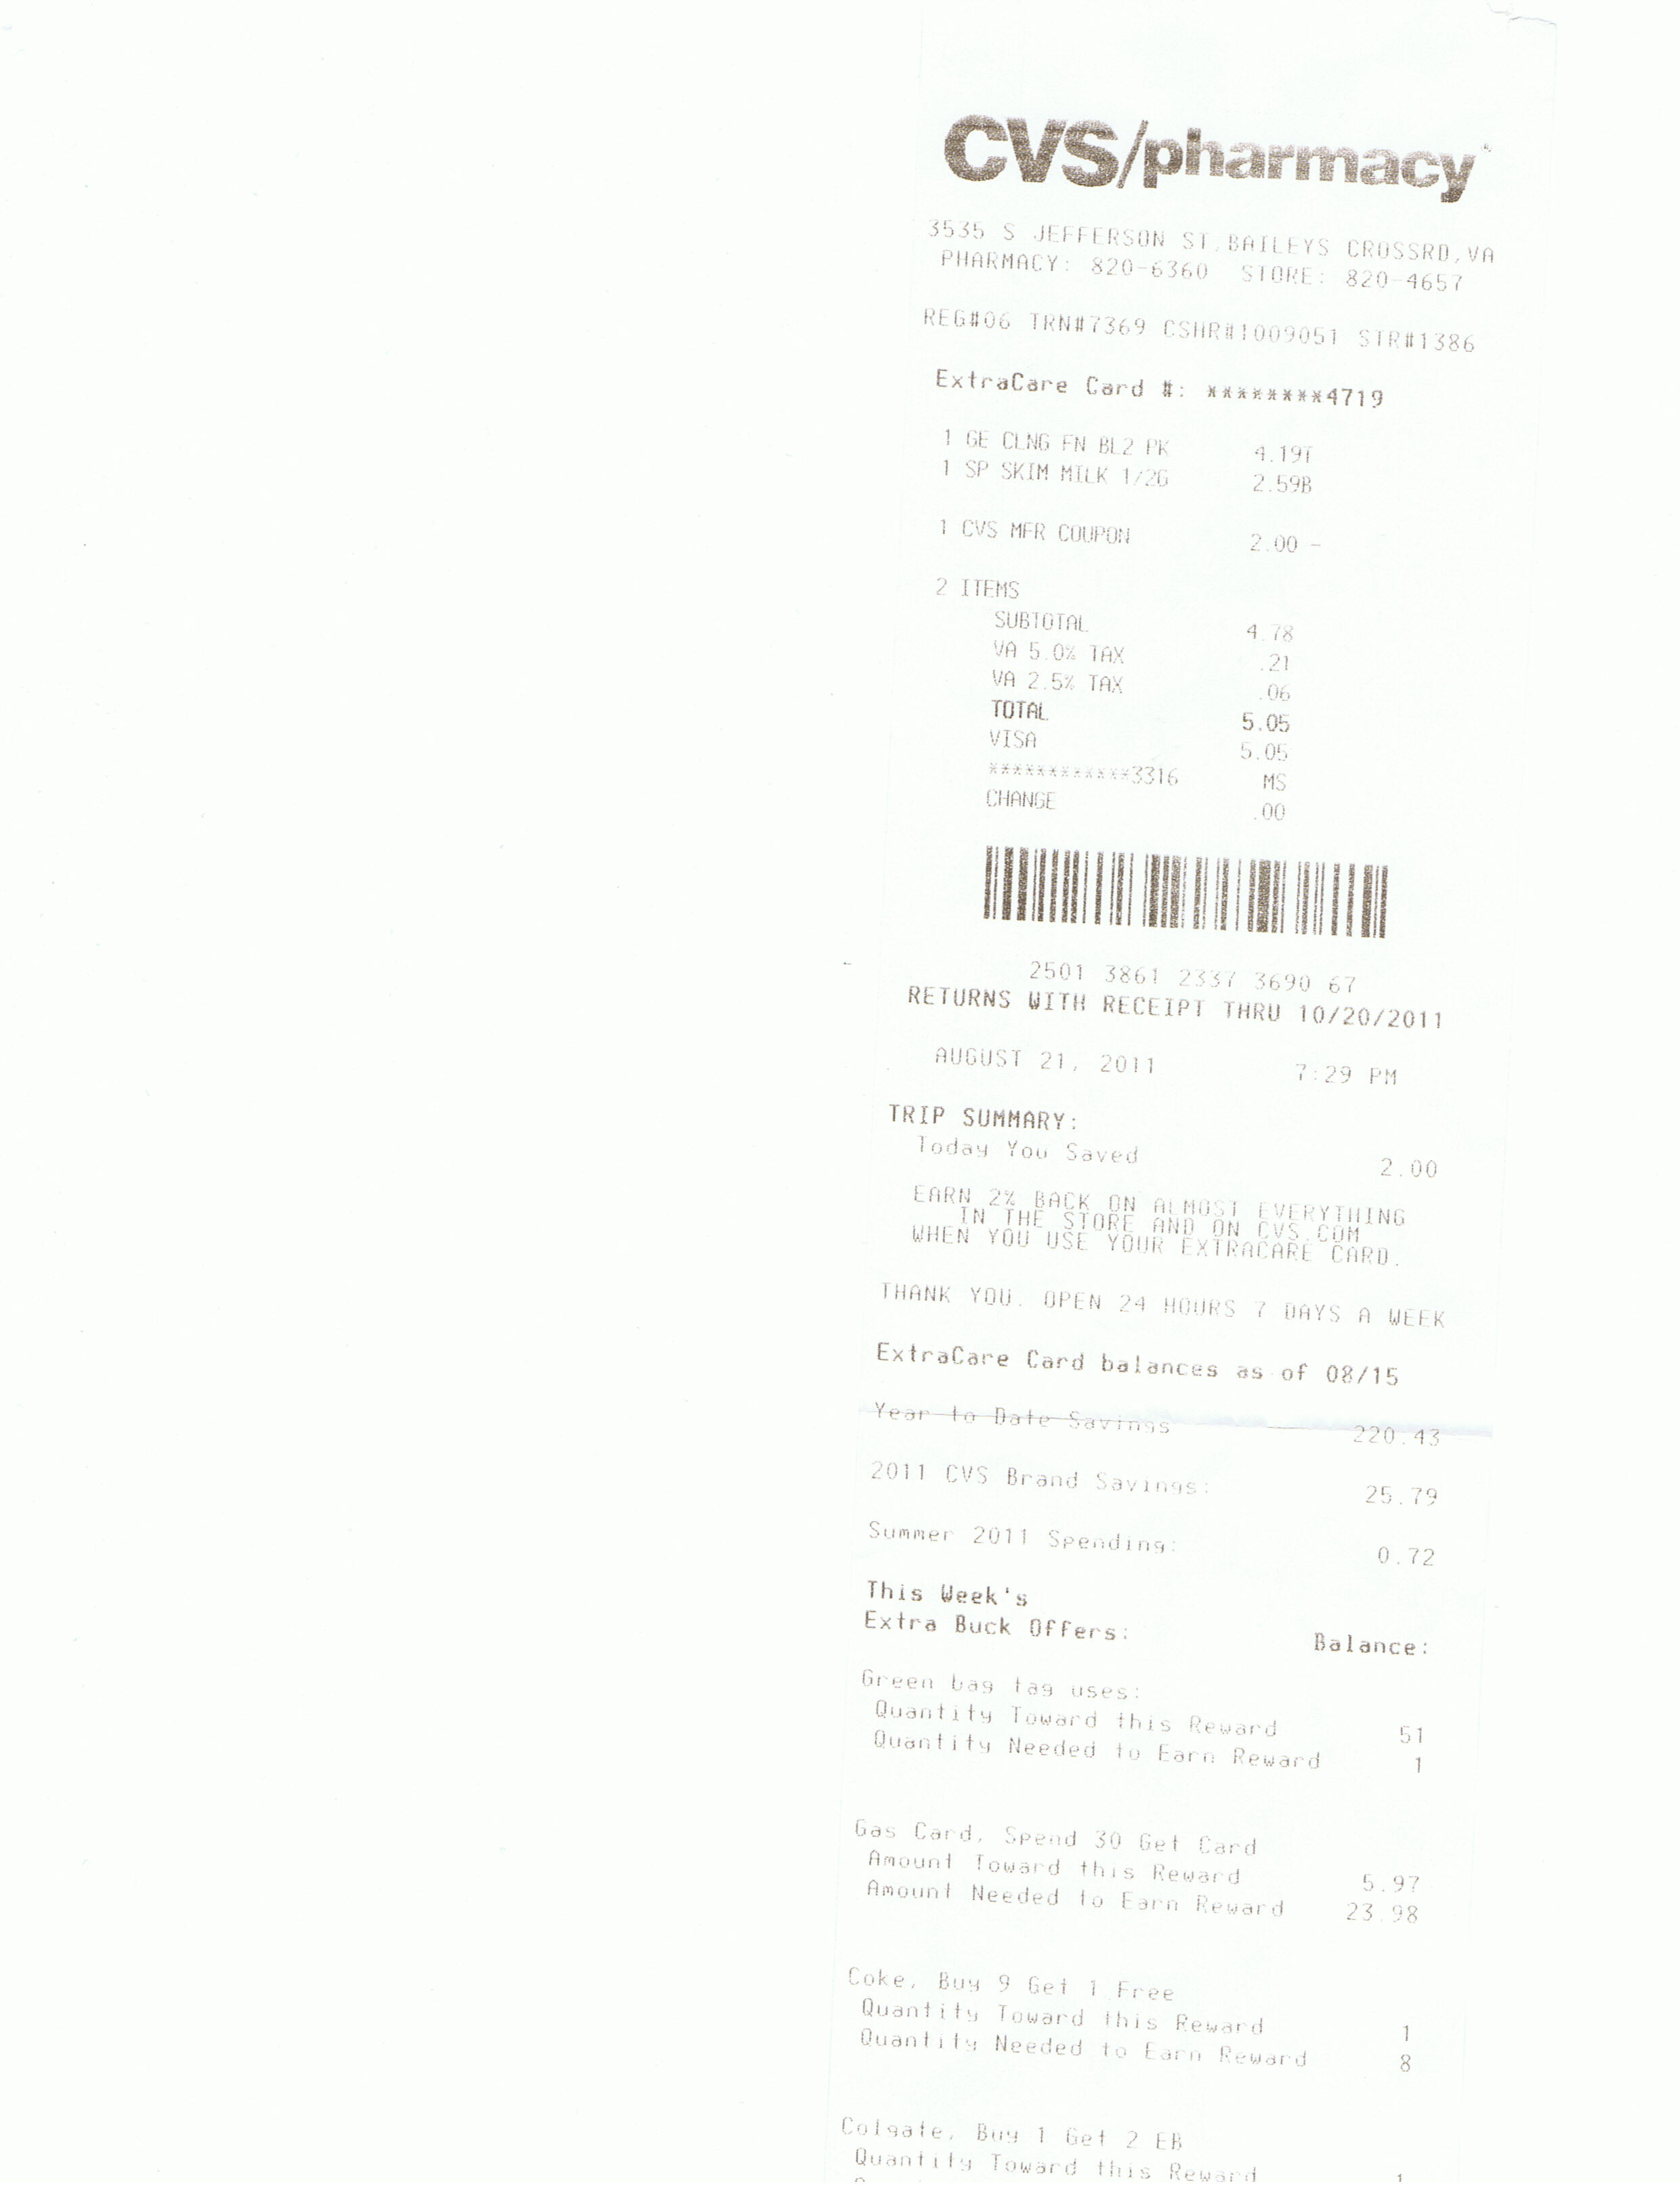 CVS/pharmacy
3535 S JEFFERSON ST,BAILEYS CROSSRD,VA
PHARMACY: 820-6360 STORE: 820-4657
REG#06 TRN#7369 CSHR#1009051 STR#1386
ExtraCare Card #: ********4719
1 GE CLNG FN BL2 PK 4.19T
1 SP SKIM MILK 1/2G 2.59B
1 CVS MFR COUPON 2.00 -
2 ITEMS
SUBTOTAL 4.78
VA 5.0% TAX .21
VA 2.5% TAX .06
TOTAL 5.05
VISA 5.05
************3316 MS
CHANGE .00
2501 3861 2337 3690 67
RETURNS WITH RECEIPT THRU 10/20/2011
AUGUST 21, 2011 7:29 PM
TRIP SUMMARY:
Today You Saved 2.00
EARN 2% BACK ON ALMOST EVERYTHING
IN THE STORE AND ON CVS.COM
WHEN YOU USE YOUR EXTRACARE CARD.
THANK YOU. OPEN 24 HOURS 7 DAYS A WEEK
ExtraCare Card balances as of 08/15
Year to Date Savings 220.43
2011 CVS Brand Savings: 25.79
Summer 2011 Spending: 0.72
This Week's
Extra Buck Offers: Balance:
Green bag tag uses:
Quantity Toward this Reward 51
Quantity Needed to Earn Reward 1
Gas Card, Spend 30 Get Card
Amount Toward this Reward 5.97
Amount Needed to Earn Reward 23.98
Coke, Buy 9 Get 1 Free
Quantity Toward this Reward 1
Quantity Needed to Earn Reward 8
Colgate, Buy 1 Get 2 EB
Quantity Toward this Reward 1